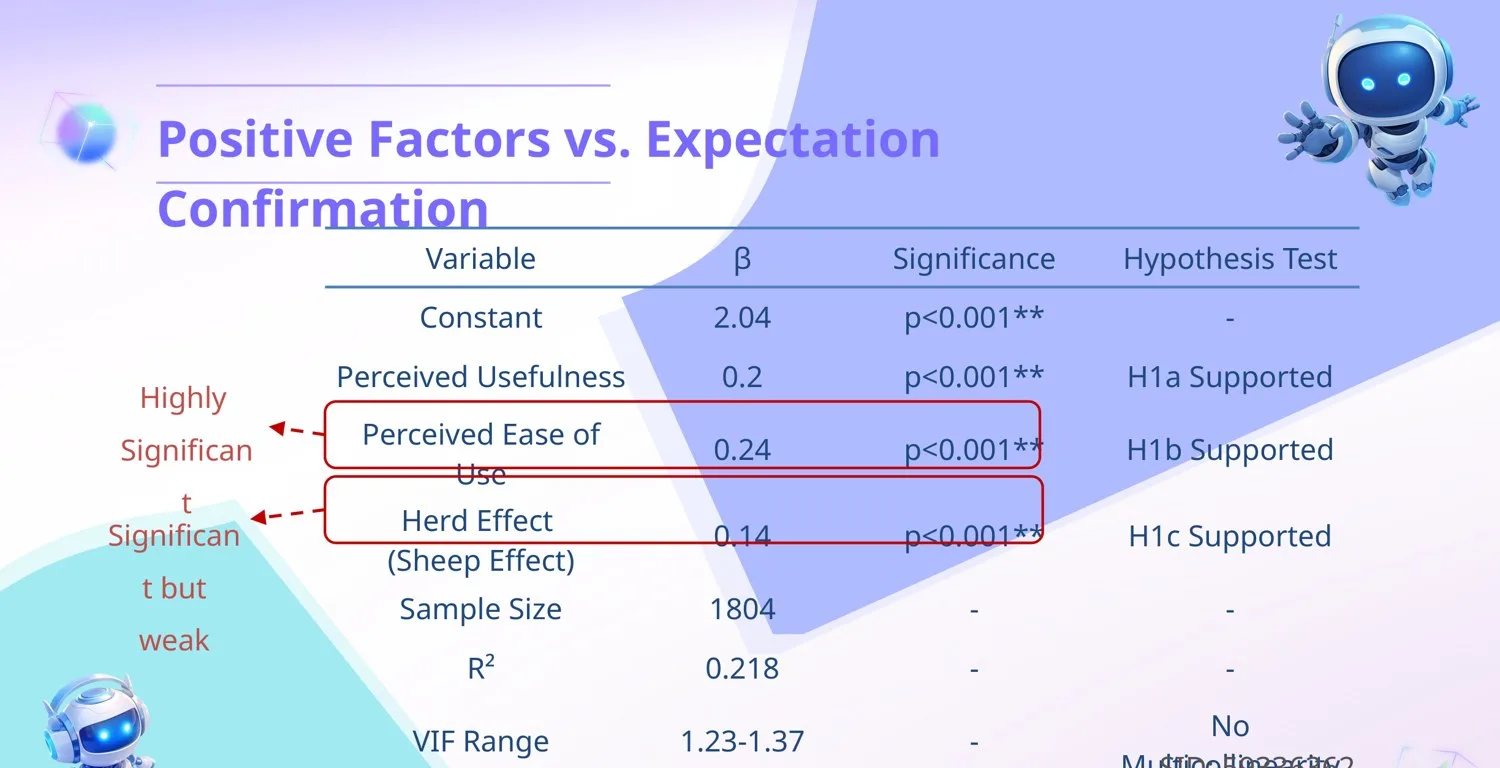 Positive Factors vs. Expectation
Confirmation
Variable β Significance Hypothesis Test
Constant 2.04 p<0.001** -
Perceived Usefulness 0.2 p<0.001** H1a Supported
Highly
Significan
t
Perceived Ease of
Use
0.24 p<0.001** H1b Supported
Significan
t but
weak
Herd Effect
(Sheep Effect)
0.14 p<0.001** H1c Supported
Sample Size 1804 - -
R² 0.218 - -
VIF Range 1.23-1.37 -
No
Multicollinearity